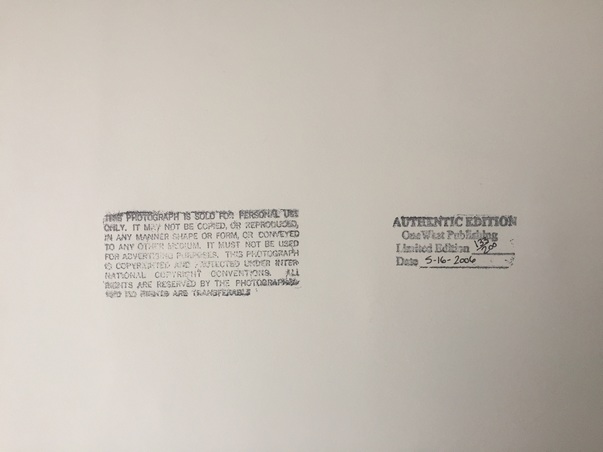 THIS PHOTOGRAPH IS SOLD FOR PERSONAL USE
ONLY. IT MAY NOT BE COPIED, OR REPRODUCED,
IN ANY MANNER SHAPE OR FORM, OR CONVEYED
TO ANY OTHER MEDIUM. IT MUST NOT BE USED
FOR ADVERTISING PURPOSES. THIS PHOTOGRAPH
IS COPYRIGHTED AND PROTECTED UNDER INTER-
NATIONAL COPYRIGHT CONVENTIONS. ALL
RIGHTS ARE RESERVED BY THE PHOTOGRAPHER
AND NO RIGHTS ARE TRANSFERABLE
AUTHENTIC EDITION
OneWest Publishing
Limited Edition
Date 5-16-2006